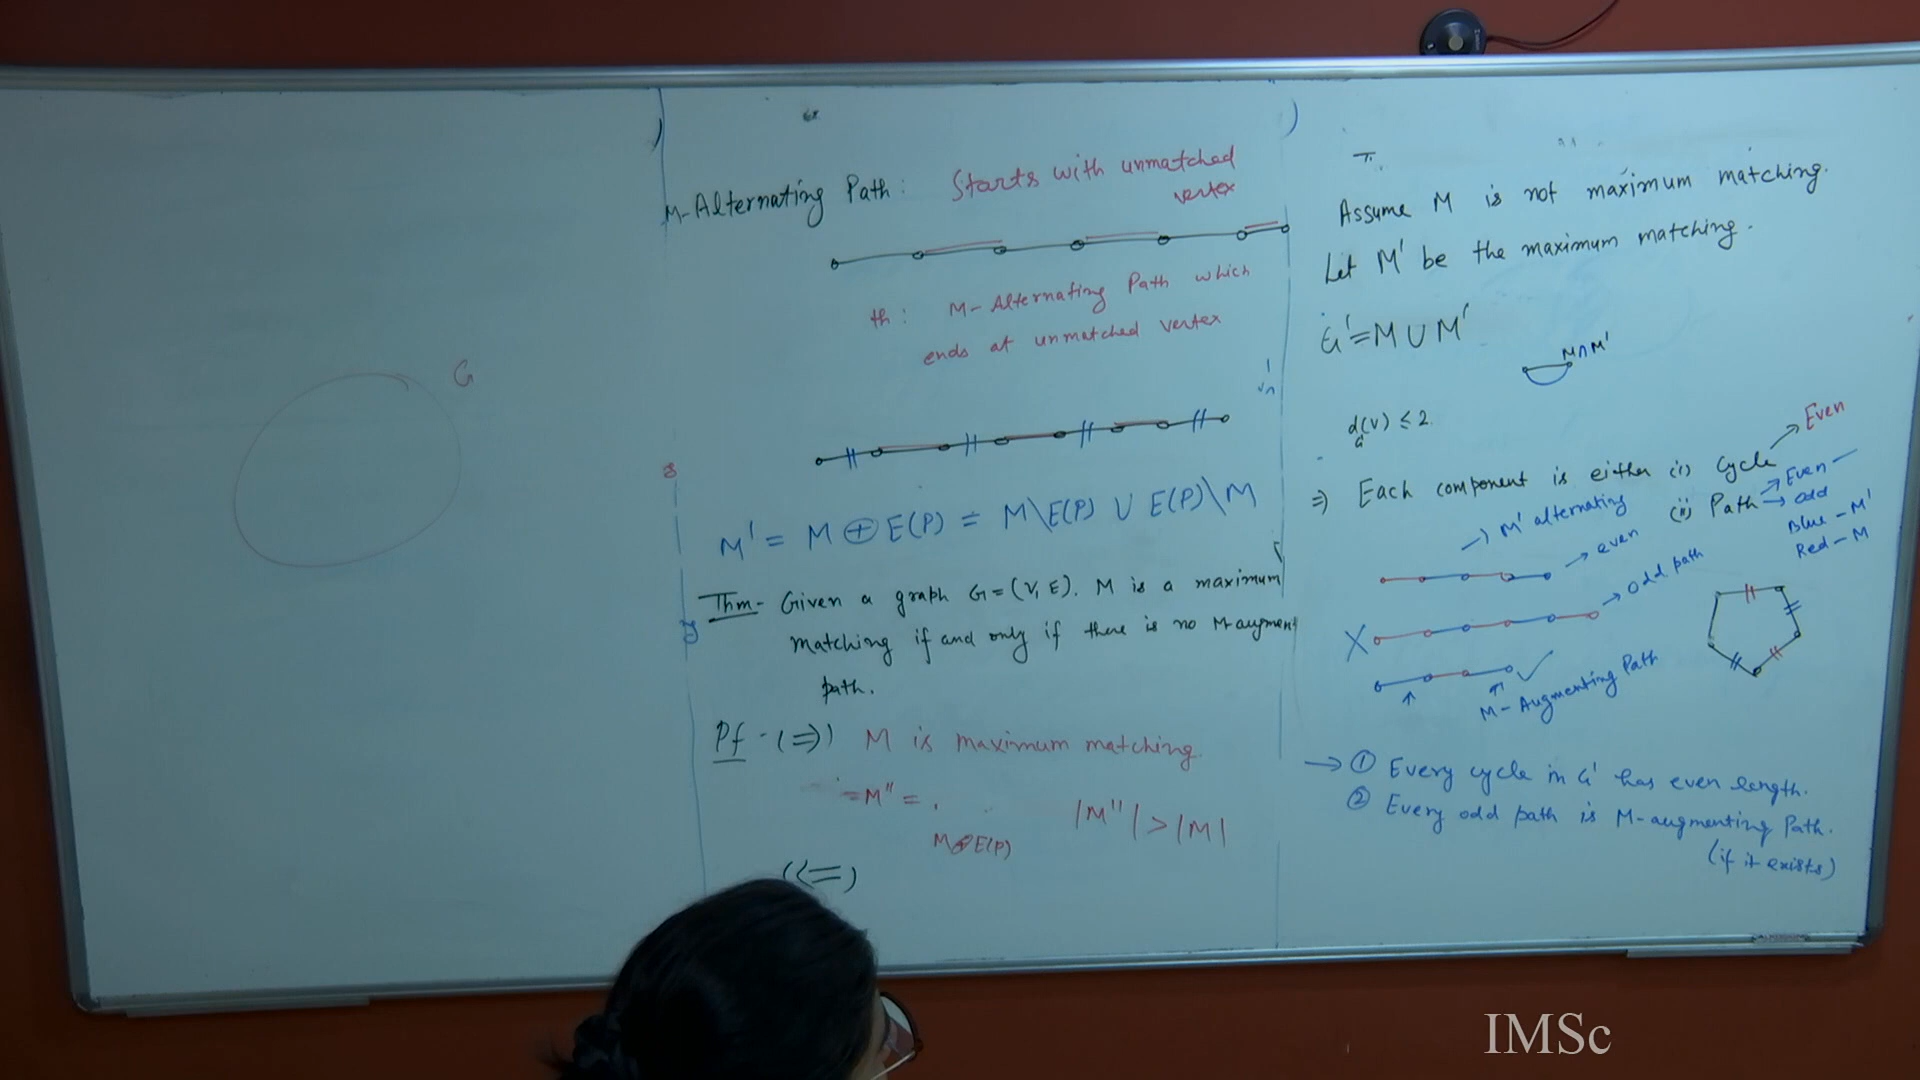 G
M-Alternating Path: Starts with unmatched
vertex
th: M-Alternating Path which
ends at unmatched vertex
M' = M ⊕ E(P) = M\E(P) ∪ E(P)\M
Thm- Given a graph G=(V, E). M is a maximum
matching if and only if there is no M-augment
path.
Pf - (⇒) M is maximum matching.
= M'' =
M⊕E(P)
|M''| > |M|
(<=)
Assume M is not maximum matching.
Let M' be the maximum matching.
G' = M ∪ M'
M∩M'
d(v) ≤ 2
G
⇒ Each component is either (i) Cycle → Even
(ii) Path → Even
→ odd
Blue - M'
Red - M
→ M' alternating
→ even
→ odd path
X
M-Augmenting Path
→ ① Every cycle in G' has even length.
② Every odd path is M-augmenting Path.
(if it exists)
IMSc